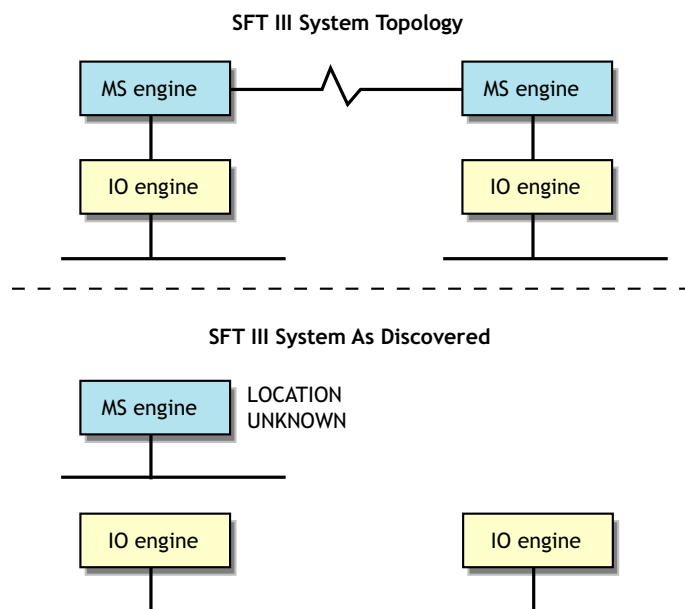 SFT III System Topology
MS engine
MS engine
IO engine
IO engine
SFT III System As Discovered
MS engine
LOCATION
UNKNOWN
IO engine
IO engine